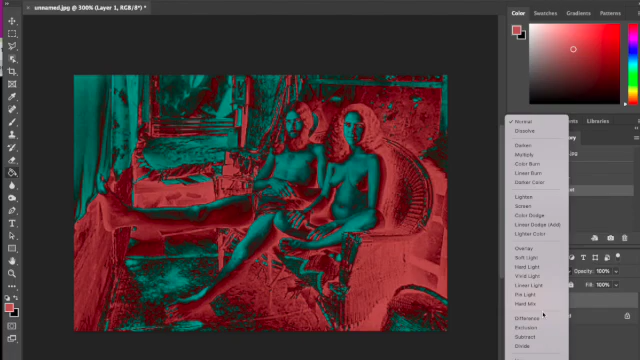 unnamed.jpg @ 300% (Layer 1, RGB/8*) *
Color
Swatches
Gradients
Patterns
Libraries
Normal
Dissolve
Darken
Multiply
Color Burn
Linear Burn
Darker Color
Lighten
Screen
Color Dodge
Linear Dodge (Add)
Lighter Color
Overlay
Soft Light
Hard Light
Vivid Light
Linear Light
Pin Light
Hard Mix
Difference
Exclusion
Subtract
Divide
100%
100%